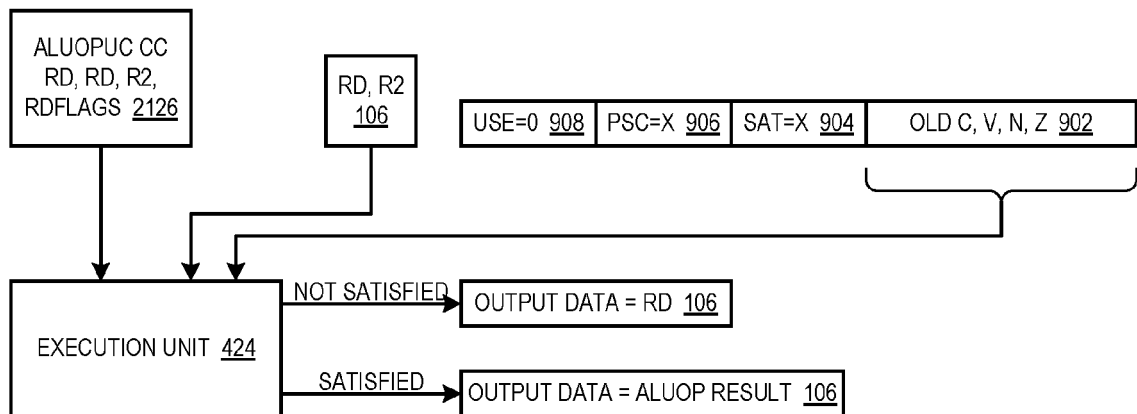 ALUOPUC CC
RD, RD, R2,
RDFLAGS 2126
RD, R2
106
USE=0 908
PSC=X 906
SAT=X 904
OLD C, V, N, Z 902
EXECUTION UNIT 424
NOT SATISFIED
OUTPUT DATA = RD 106
SATISFIED
OUTPUT DATA = ALUOP RESULT 106